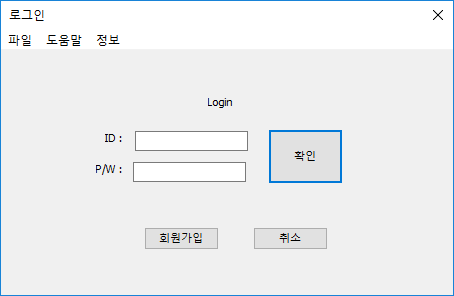 로그인
파일 도움말 정보
Login
ID :
확인
P/W :
회원가입 취소